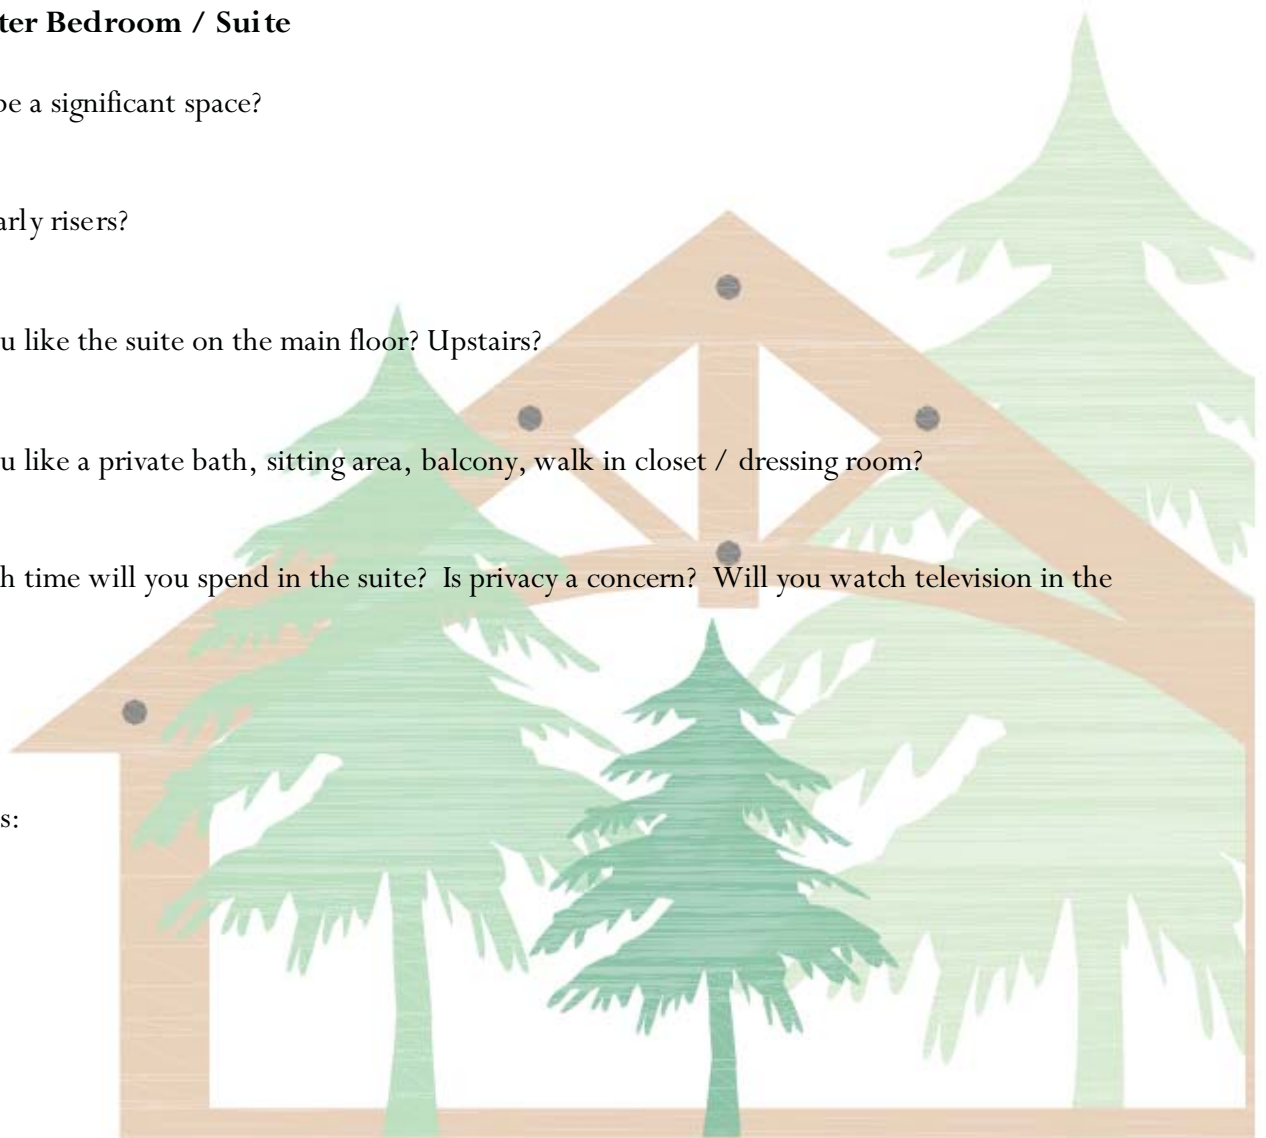 ter Bedroom / Suite
be a significant space?
arly risers?
u like the suite on the main floor? Upstairs?
u like a private bath, sitting area, balcony, walk in closet / dressing room?
h time will you spend in the suite? Is privacy a concern? Will you watch television in the
s: